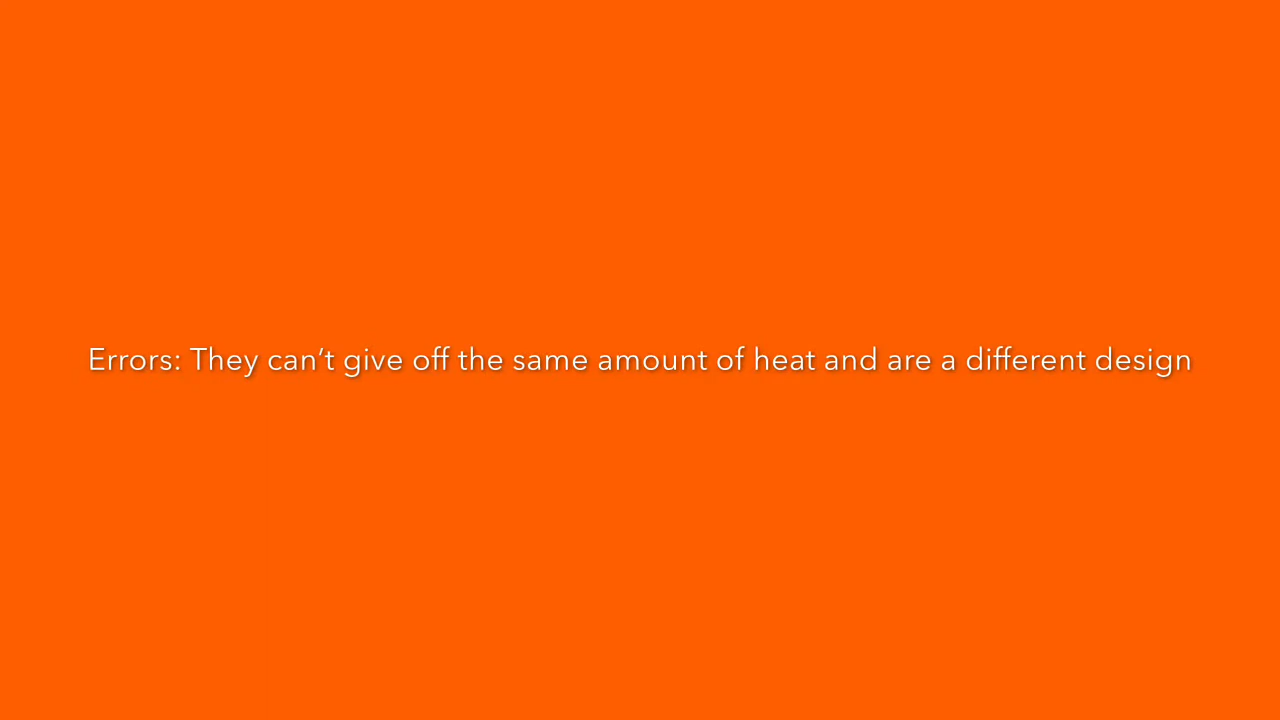 Errors: They can’t give off the same amount of heat and are a different design